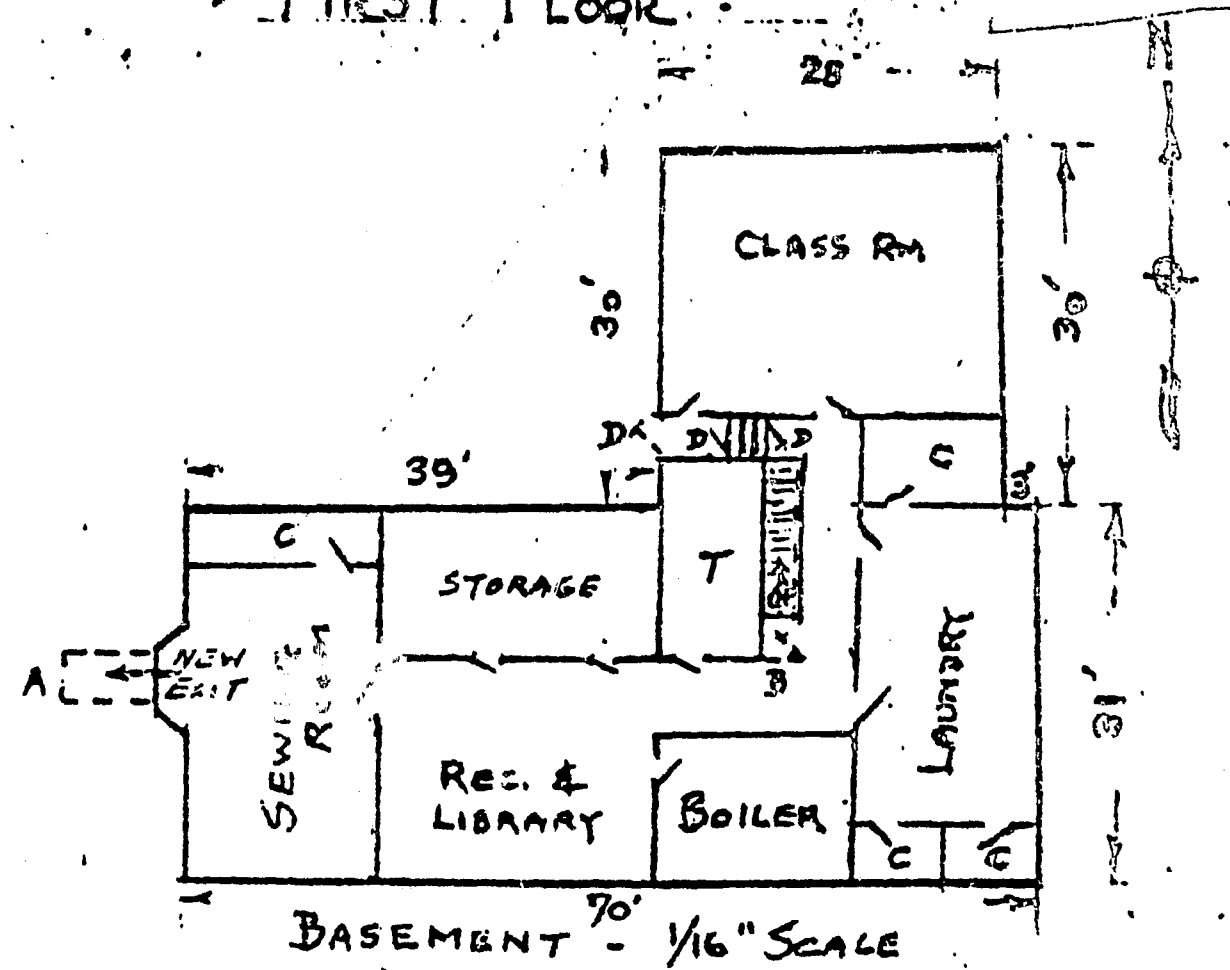 FIRST FLOOR.
N
28'
CLASS RM
30'
30'
D
D
D
C
39'
3'
C
STORAGE
T
NEW
EXIT
A
SEWING
ROOM
B
LAUNDRY
31'
REC. &
LIBRARY
BOILER
C
C
70'
BASEMENT - 1/16" SCALE